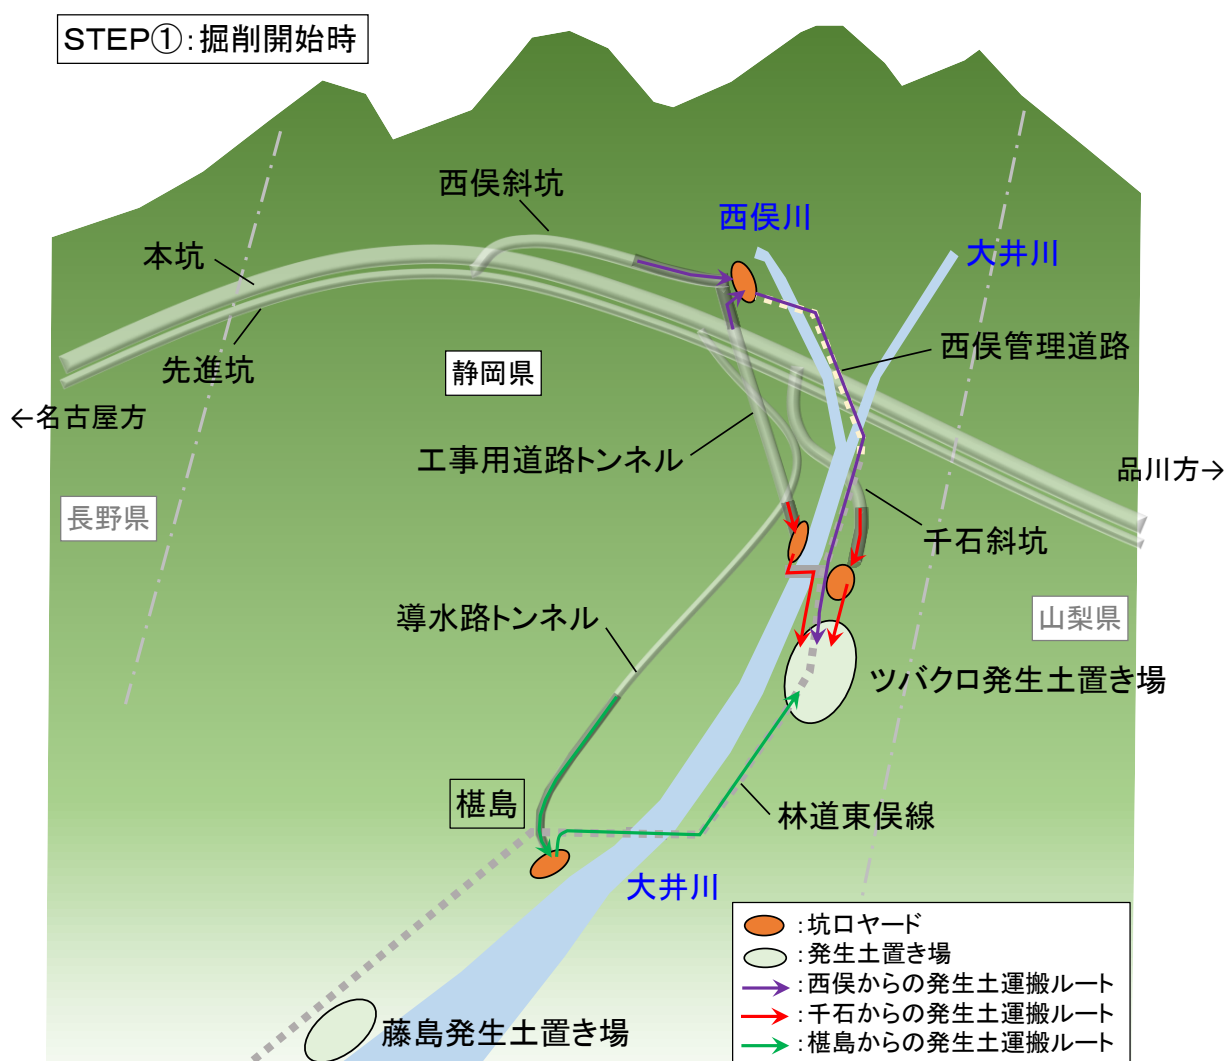 STEP①：掘削開始時
西俣斜坑
西俣川
本坑
大井川
先進坑
静岡県
西俣管理道路
←名古屋方
工事用道路トンネル
品川方→
長野県
千石斜坑
導水路トンネル
山梨県
ツバクロ発生土置き場
椹島
林道東俣線
大井川
：坑口ヤード
：発生土置き場
：西俣からの発生土運搬ルート
：千石からの発生土運搬ルート
：椹島からの発生土運搬ルート
藤島発生土置き場